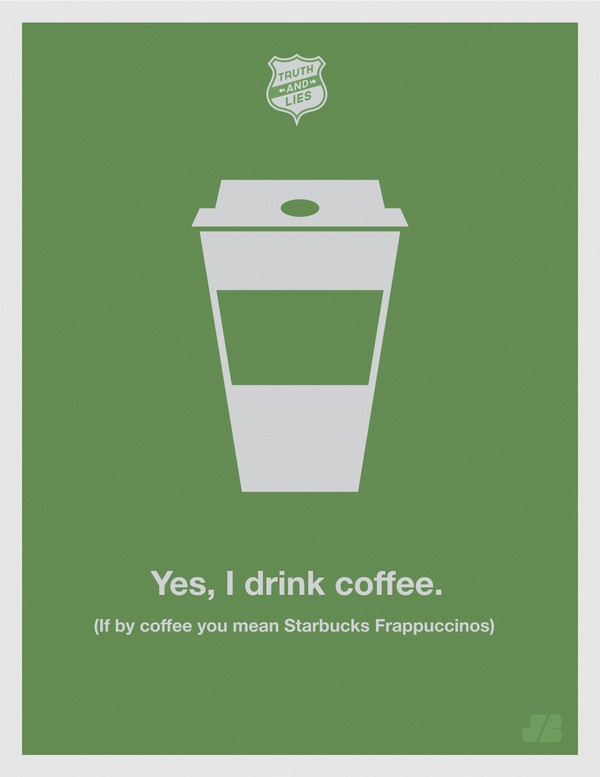 TRUTH
AND
LIES
Yes, I drink coffee.
(If by coffee you mean Starbucks Frappuccinos)
JB